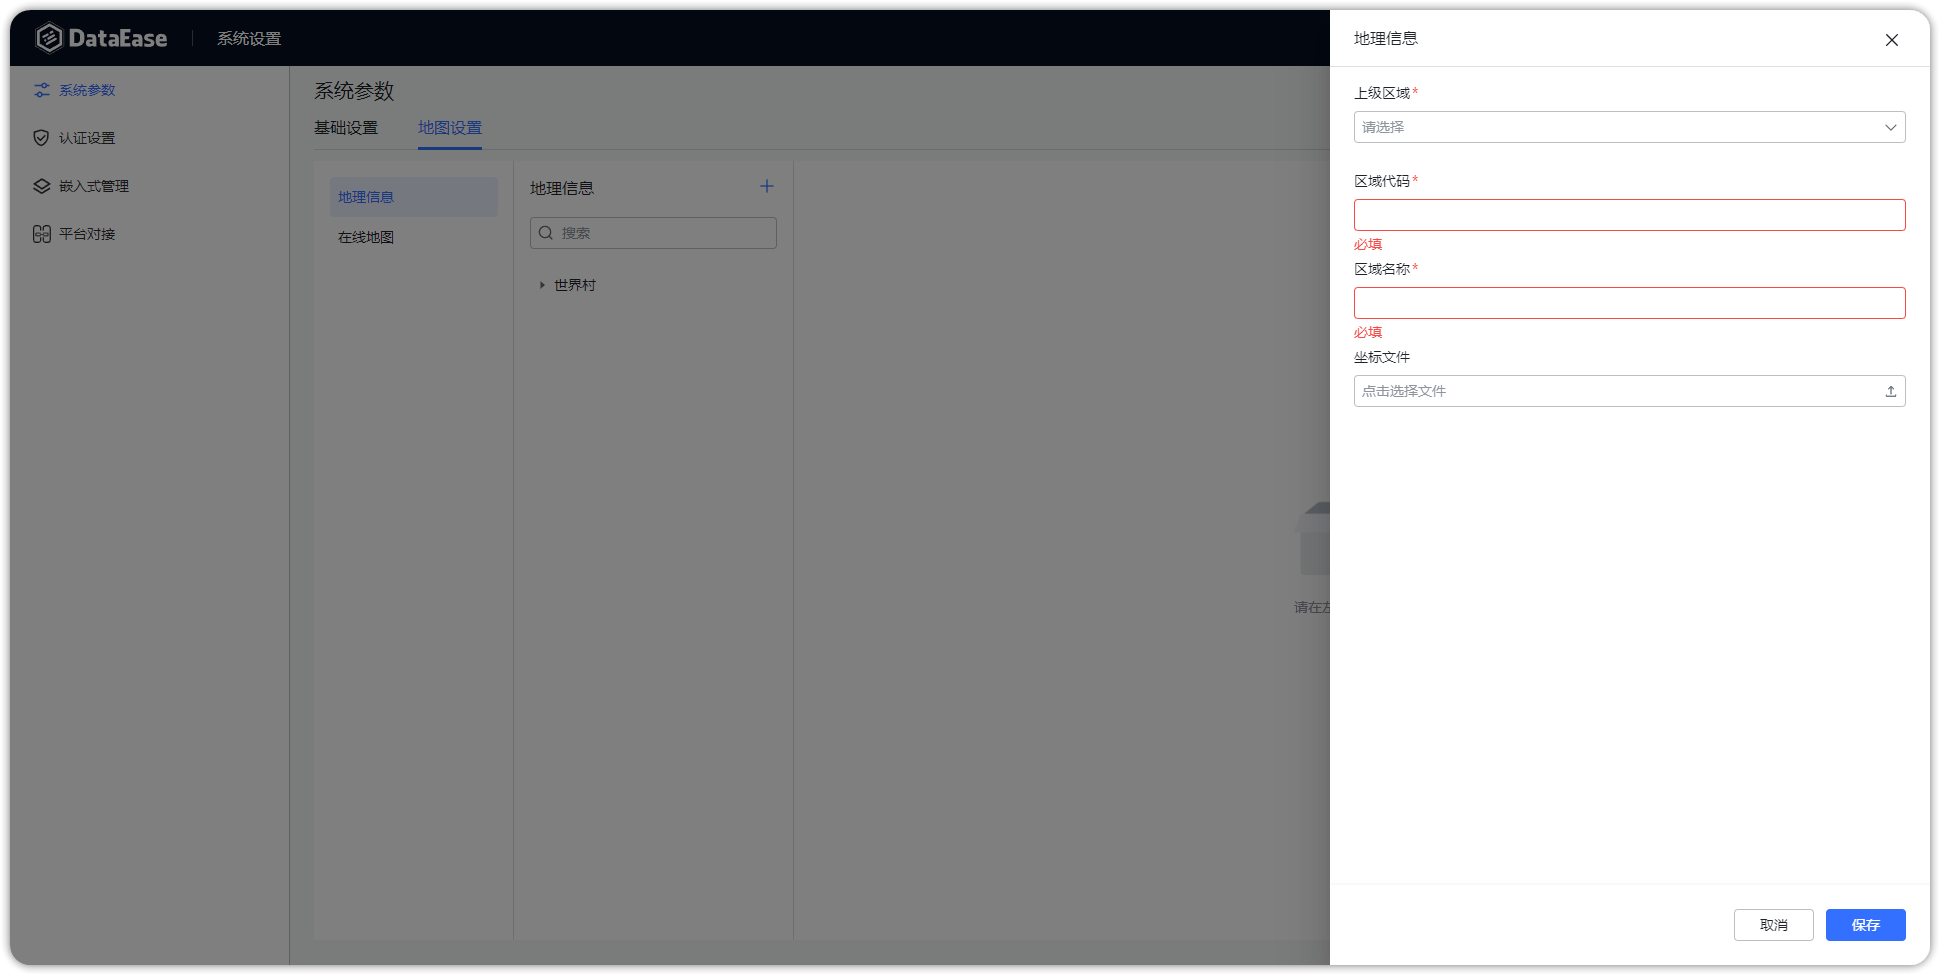 DataEase
系统设置
系统参数
认证设置
嵌入式管理
平台对接
系统参数
基础设置
地图设置
地理信息
在线地图
地理信息
搜索
世界村
请在左
地理信息
上级区域*
请选择
区域代码*
必填
区域名称*
必填
坐标文件
点击选择文件
取消
保存